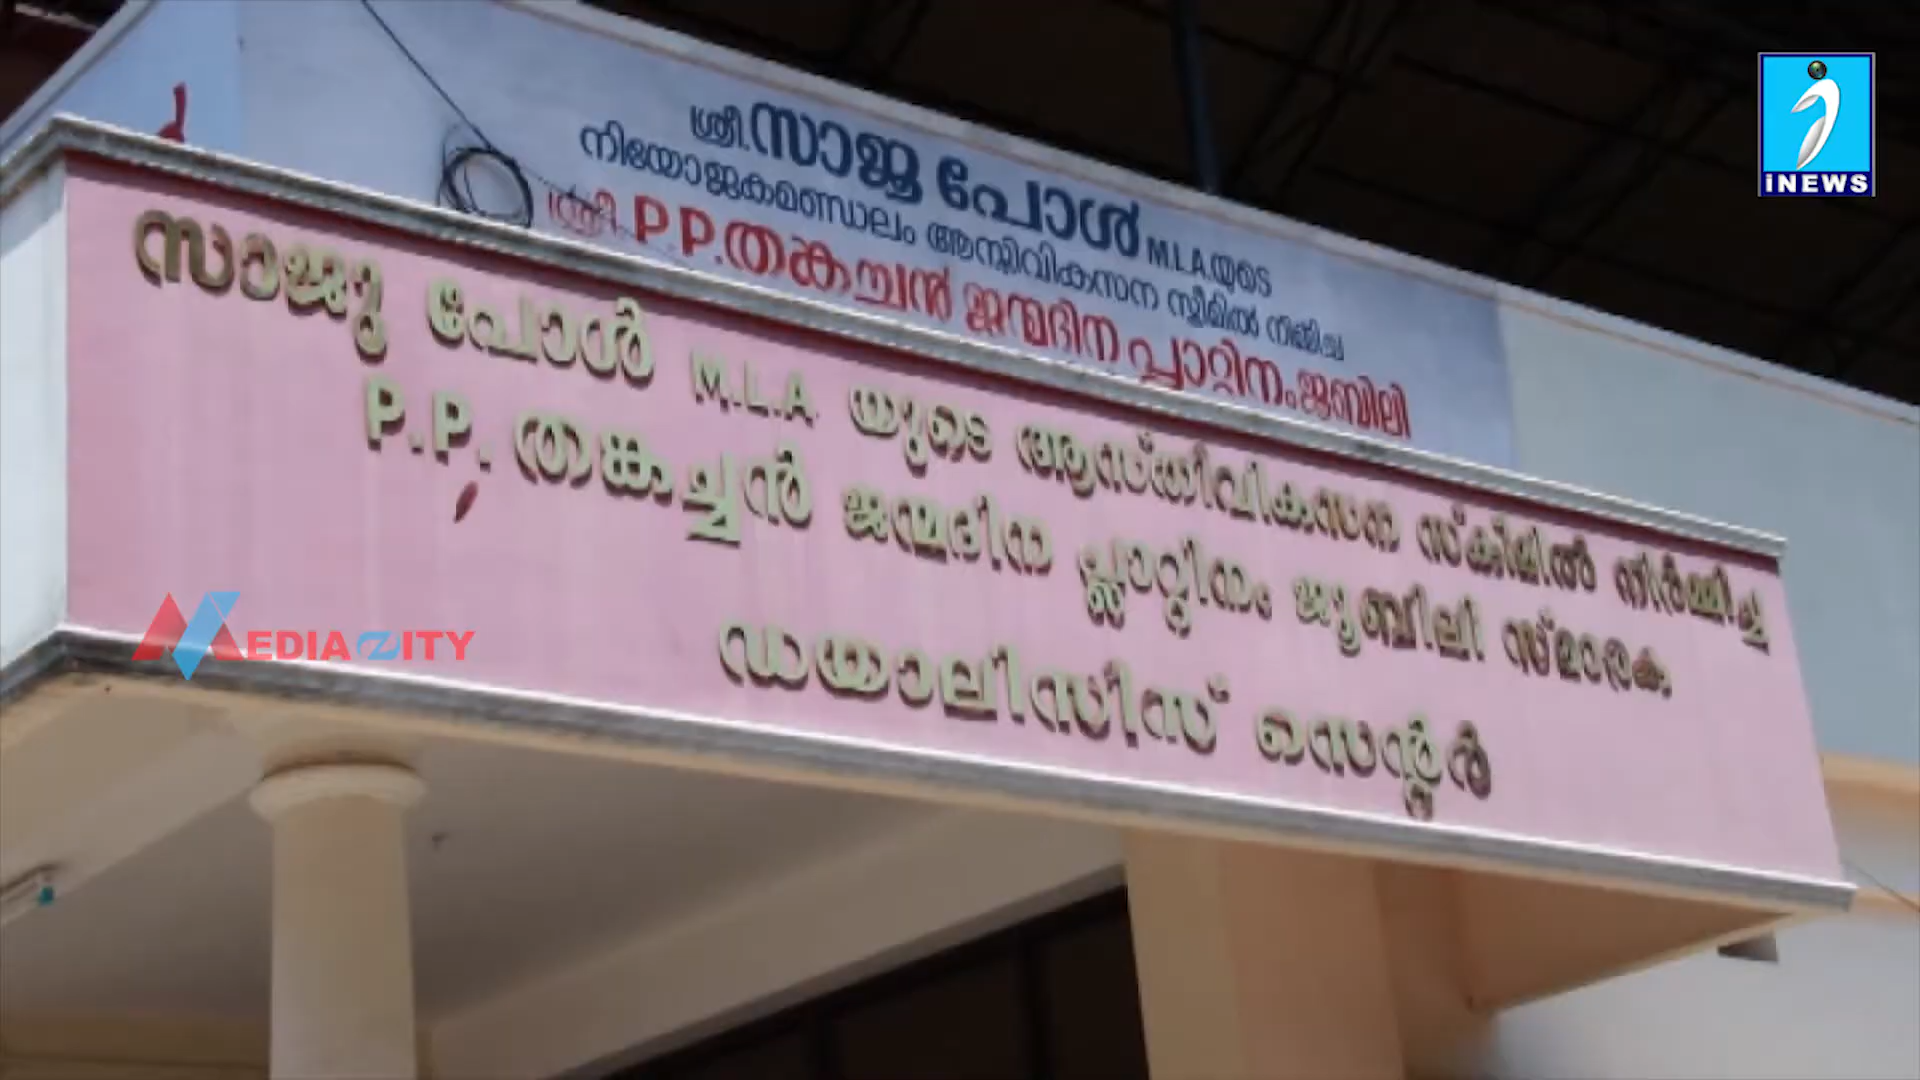 ശ്രീ. സാജൂ പോൾ M.L.A.യുടെ
നിയോജകമണ്ഡലം ആസ്തിവികസന സ്കീമിൽ നിർമ്മിച്ച
ശ്രീ. P.P. തങ്കച്ചൻ ജന്മദിന പ്ലാറ്റിനം ജൂബിലി
സാജു പോൾ M.L.A. യുടെ ആസ്തിവികസന സ്കീമിൽ നിർമ്മിച്ച
P.P. തങ്കച്ചൻ ജന്മദിന പ്ലാറ്റിനം ജൂബിലി സ്മാരക
ഡയാലിസീസ് സെന്റർ
iNEWS
MEDIA CITY